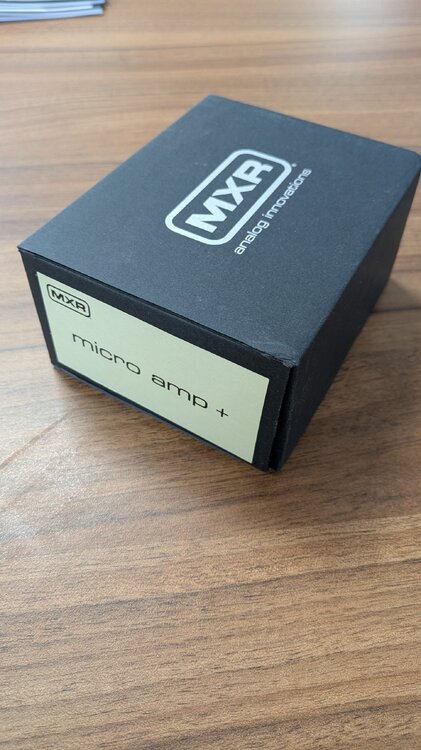 MXR
analog innovations
MXR
micro amp +